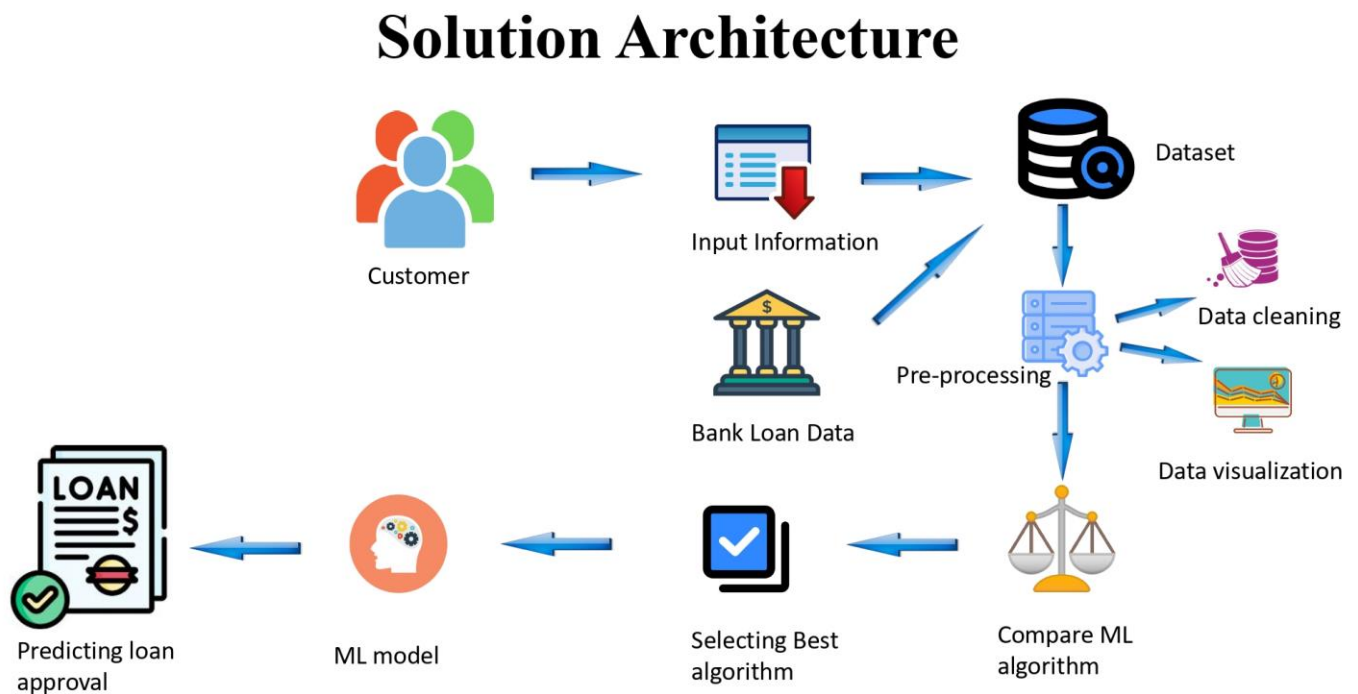 Solution Architecture
Customer
Input Information
Dataset
Bank Loan Data
$
Pre-processing
Data cleaning
Data visualization
LOAN
$
Predicting loan
approval
ML model
Selecting Best
algorithm
Compare ML
algorithm